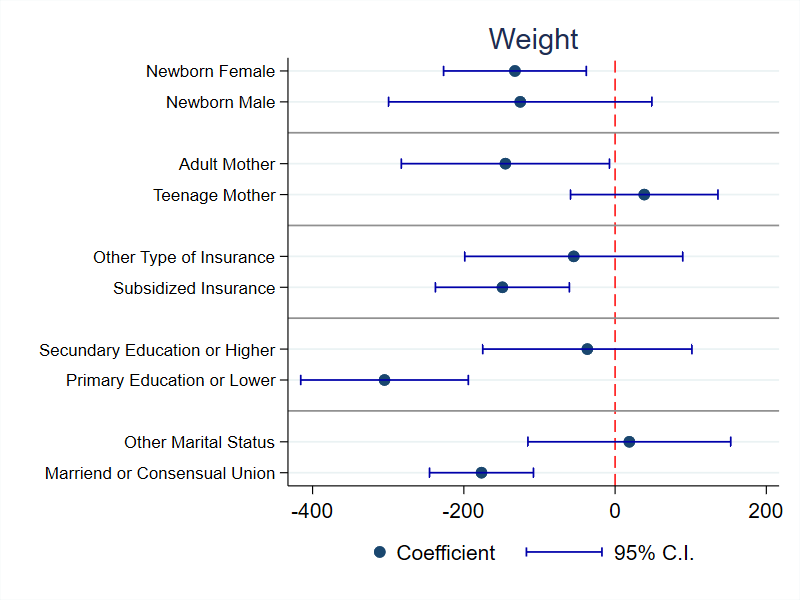 Weight
Newborn Female
Newborn Male
Adult Mother
Teenage Mother
Other Type of Insurance
Subsidized Insurance
Secundary Education or Higher
Primary Education or Lower
Other Marital Status
Marriend or Consensual Union
-400 -200 0 200
Coefficient 95% C.I.